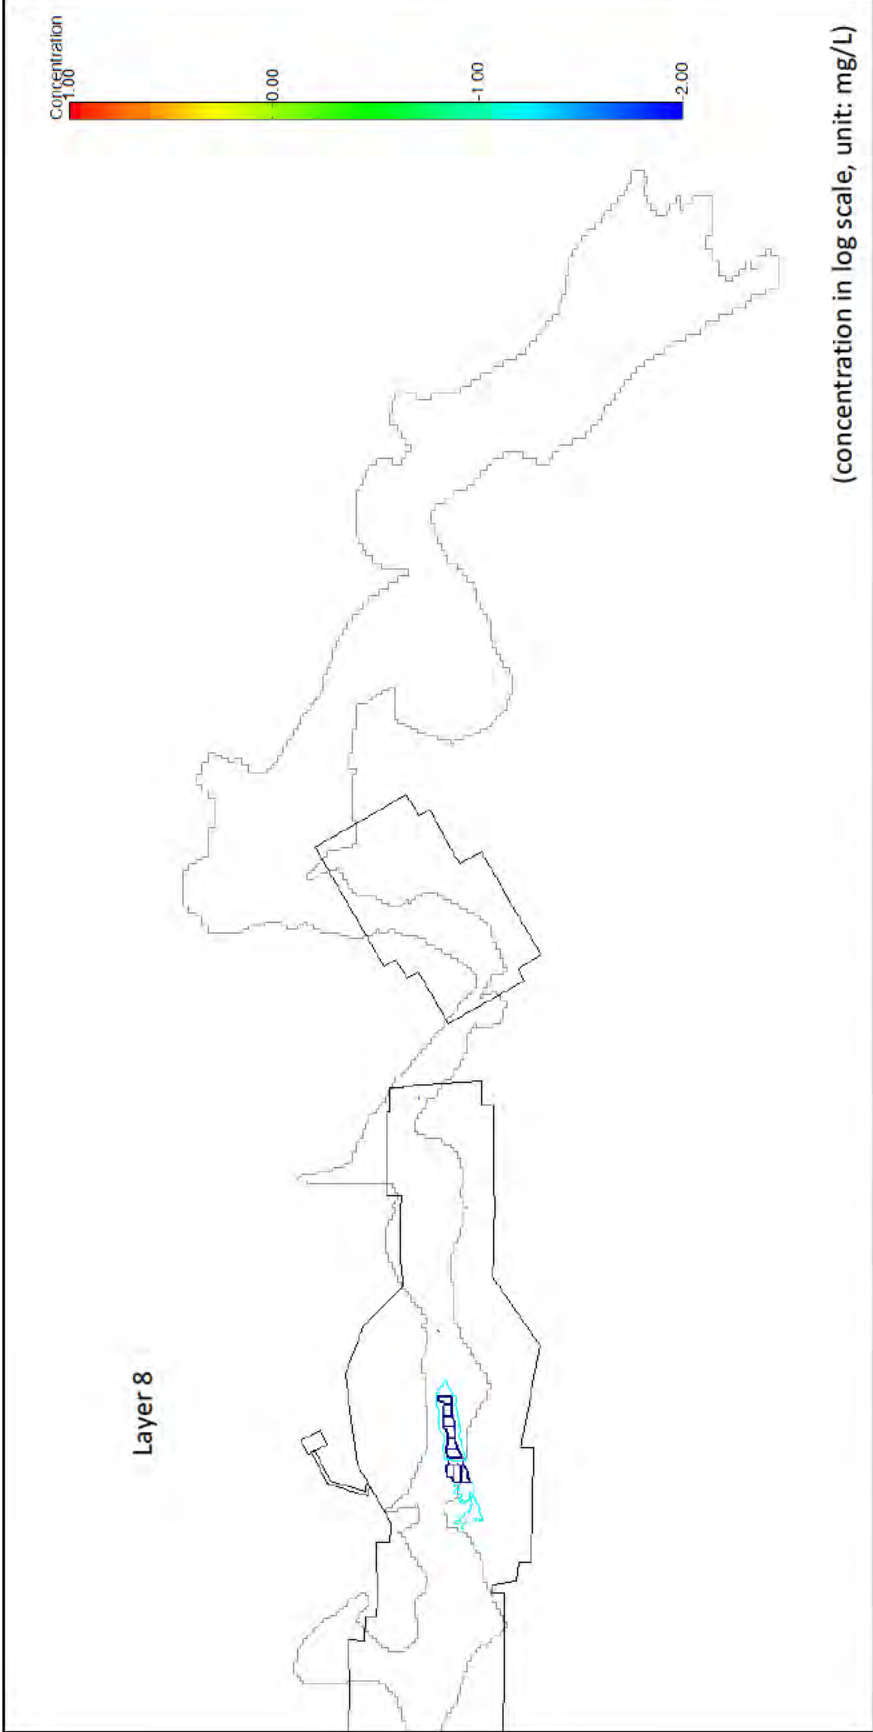 Layer 8
Concentration
1.00
0.00
-1.00
-2.00
(concentration in log scale, unit: mg/L)